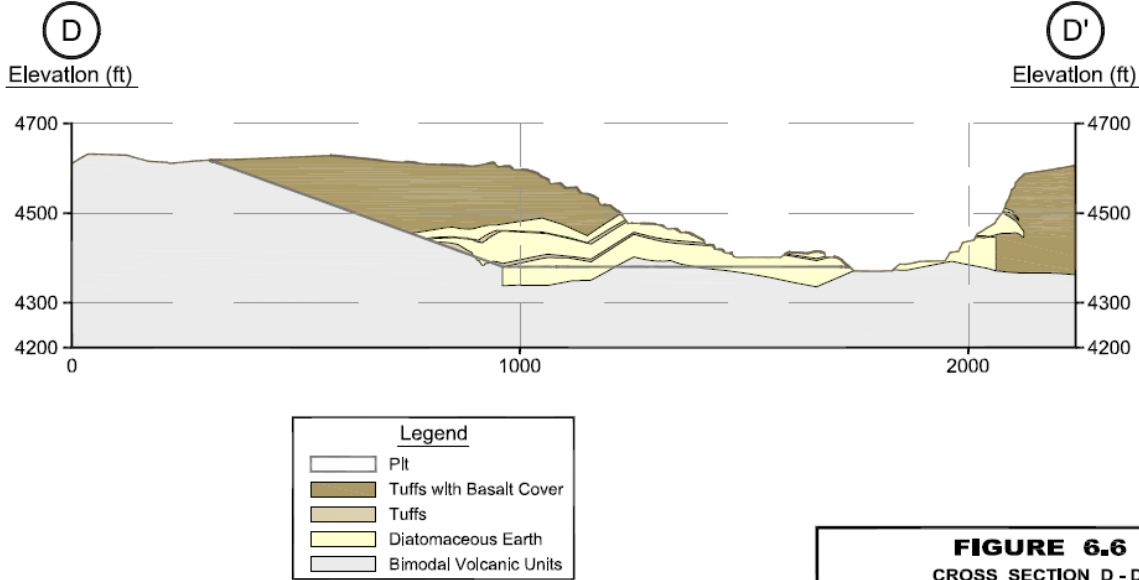 D D'
Elevation (ft) Elevation (ft)
4700 4700
4500 4500
4300 4300
4200 4200
0 1000 2000
Legend
Pit
Tuffs with Basalt Cover
Tuffs
Diatomaceous Earth
Bimodal Volcanic Units
FIGURE 6.6
CROSS SECTION D - D